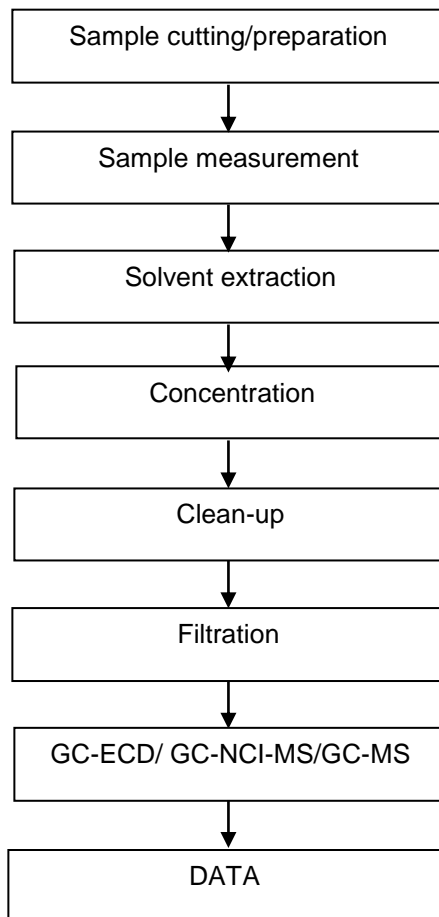 Sample cutting/preparation
Sample measurement
Solvent extraction
Concentration
Clean-up
Filtration
GC-ECD/ GC-NCI-MS/GC-MS
DATA